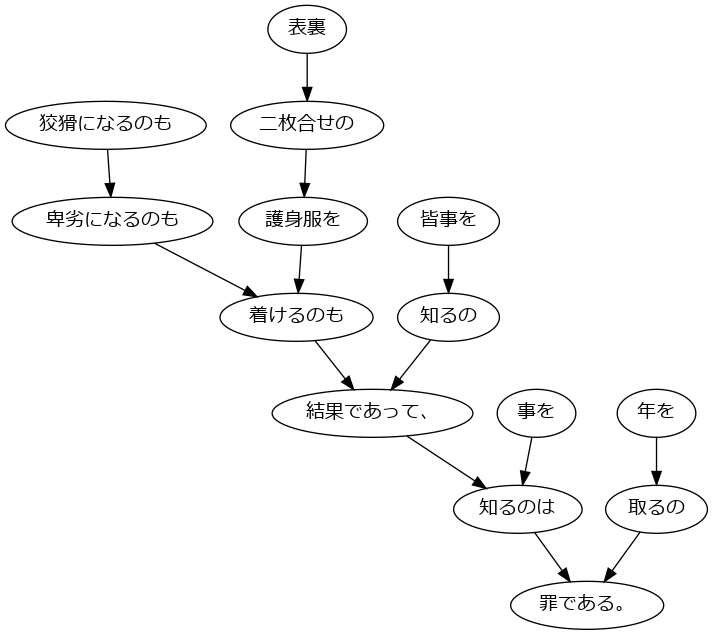 表裏
狡猾になるのも
二枚合せの
卑劣になるのも
護身服を
皆事を
着けるのも
知るの
結果であって、
事を
年を
知るのは
取るの
罪である。